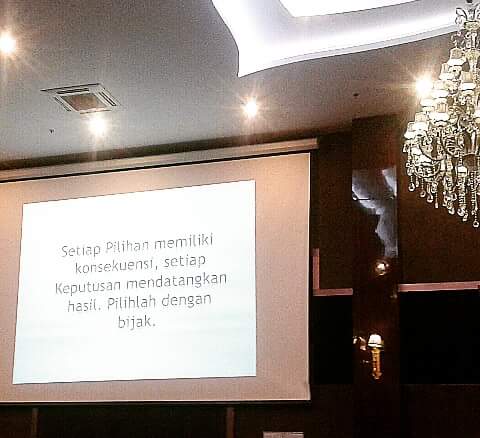 Setiap Pilihan memiliki
konsekuensi, setiap
Keputusan mendatangkan
hasil. Pilihlah dengan
bijak.